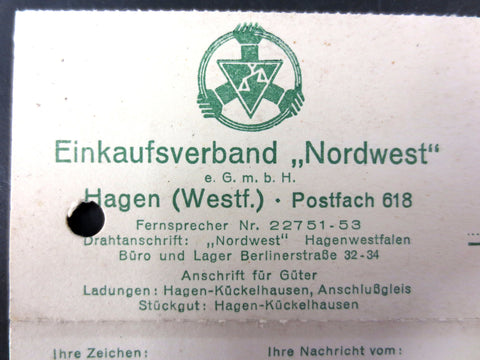 Einkaufsverband „Nordwest"
e. G. m. b. H.
Hagen (Westf.) · Postfach 618
Fernsprecher Nr. 22751-53
Drahtanschrift: „Nordwest" Hagenwestfalen
Büro und Lager Berlinerstraße 32-34
Anschrift für Güter
Ladungen: Hagen-Kückelhausen, Anschlußgleis
Stückgut: Hagen-Kückelhausen
Ihre Zeichen: Ihre Nachricht vom: